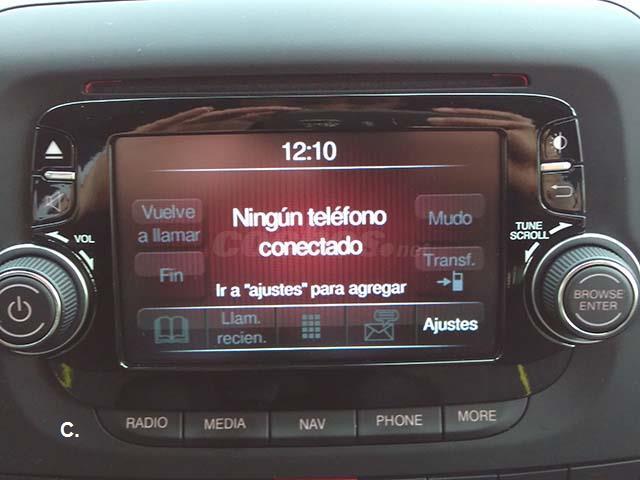 12:10
Vuelve
a llamar
Ningún teléfono
conectado
Mudo
Fin
Transf.
Ir a "ajustes" para agregar
Llam.
recien.
Ajustes
VOL
TUNE
SCROLL
BROWSE
ENTER
RADIO
MEDIA
NAV
PHONE
MORE
C.